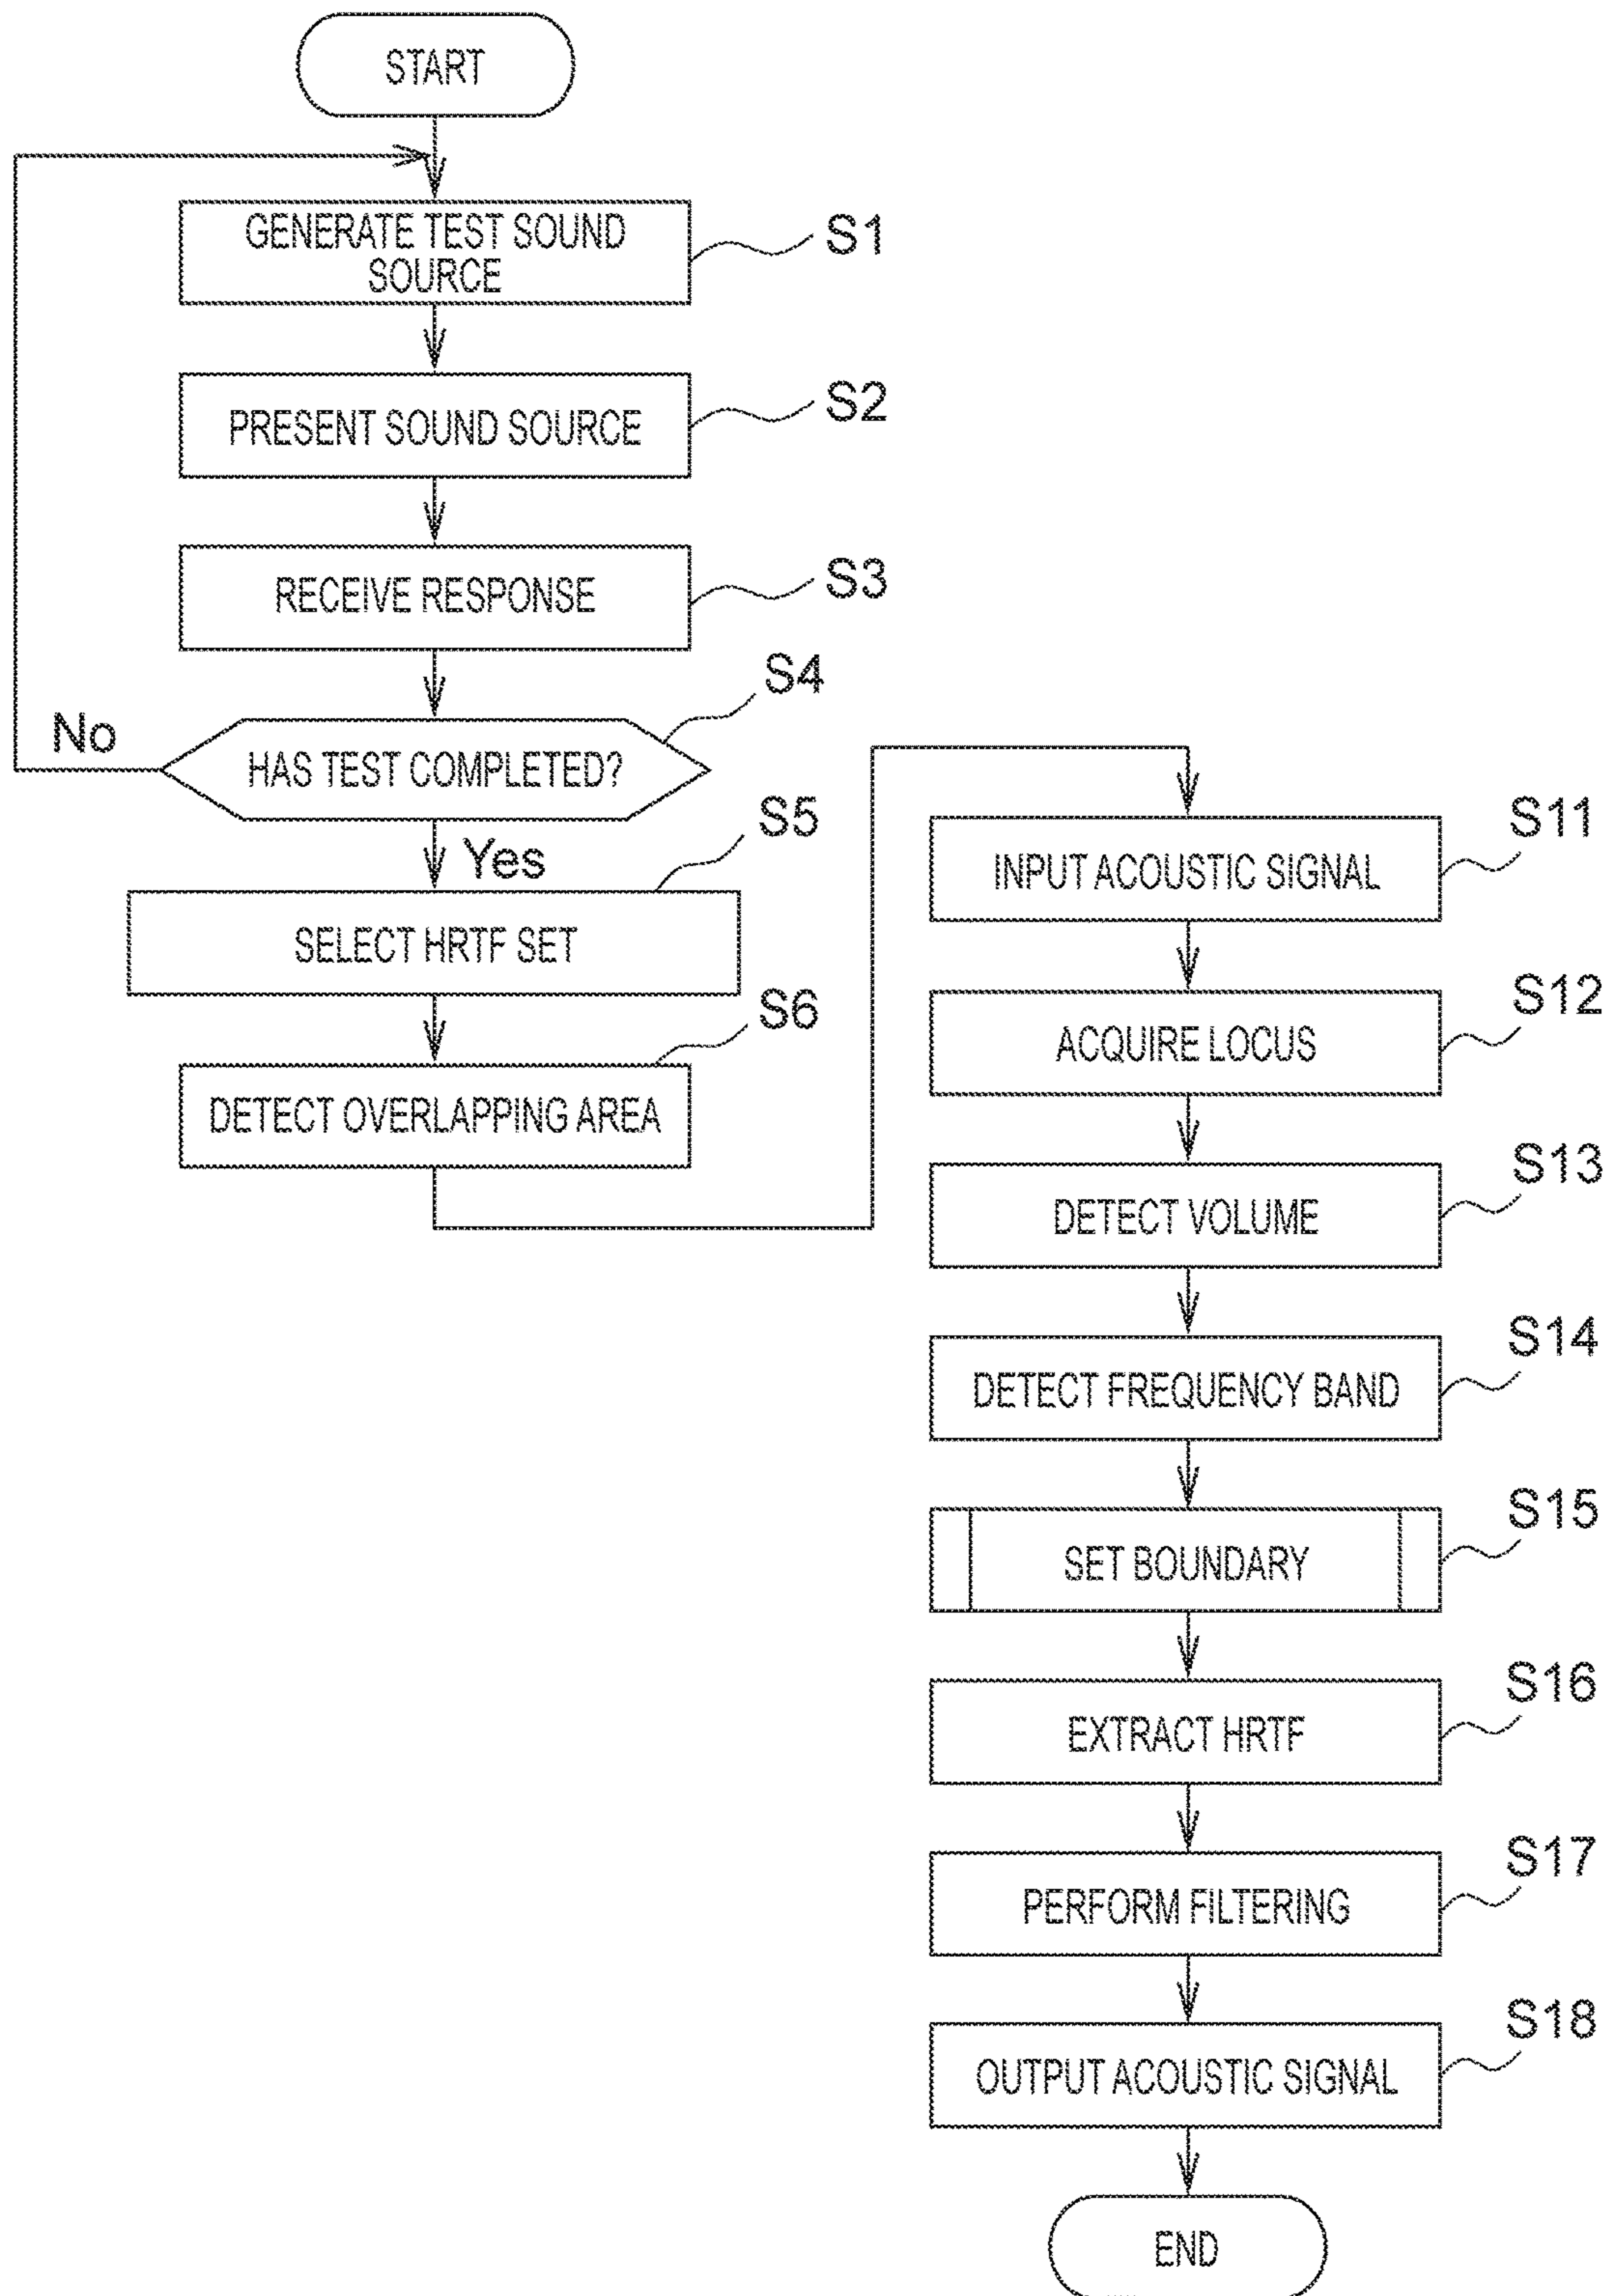 START
GENERATE TEST SOUND
SOURCE
S1
PRESENT SOUND SOURCE
S2
RECEIVE RESPONSE
S3
S4
No
HAS TEST COMPLETED?
Yes
S5
SELECT HRTF SET
S6
DETECT OVERLAPPING AREA
S11
INPUT ACOUSTIC SIGNAL
S12
ACQUIRE LOCUS
S13
DETECT VOLUME
S14
DETECT FREQUENCY BAND
S15
SET BOUNDARY
S16
EXTRACT HRTF
S17
PERFORM FILTERING
S18
OUTPUT ACOUSTIC SIGNAL
END